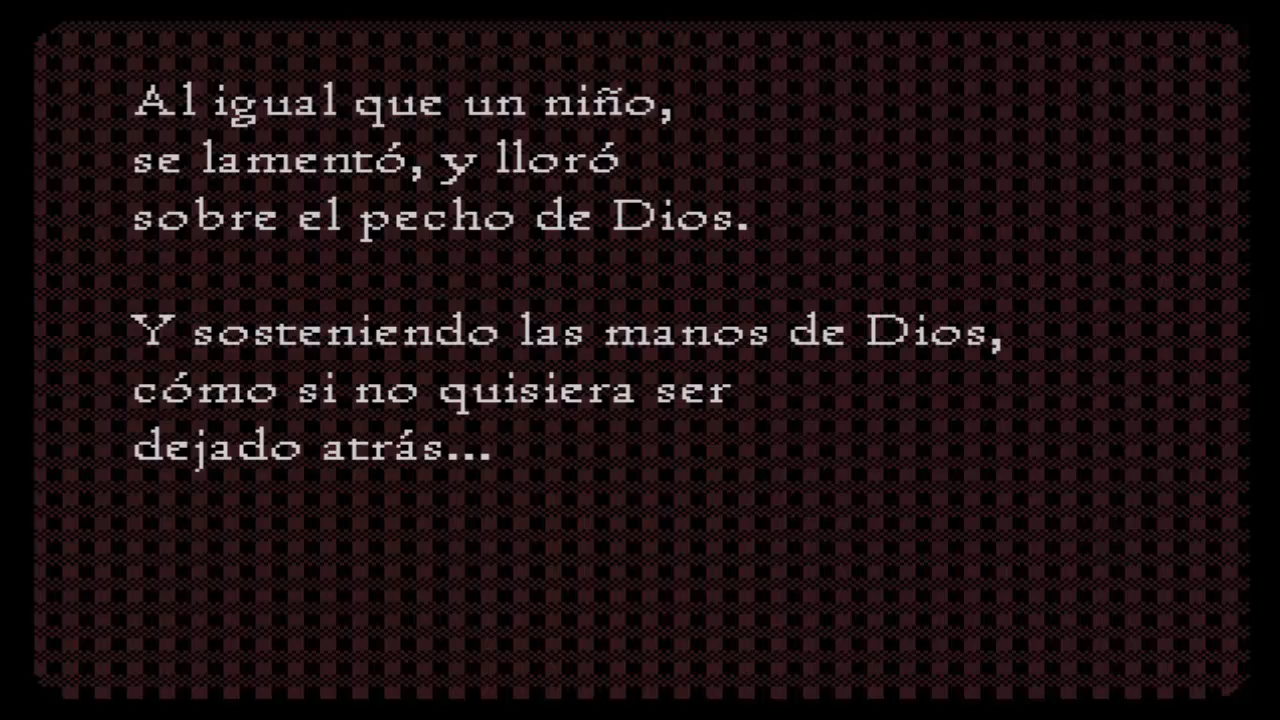 Al igual que un niño,
se lamentó, y lloró
sobre el pecho de Dios.
Y sosteniendo las manos de Dios,
cómo si no quisiera ser
dejado atrás...